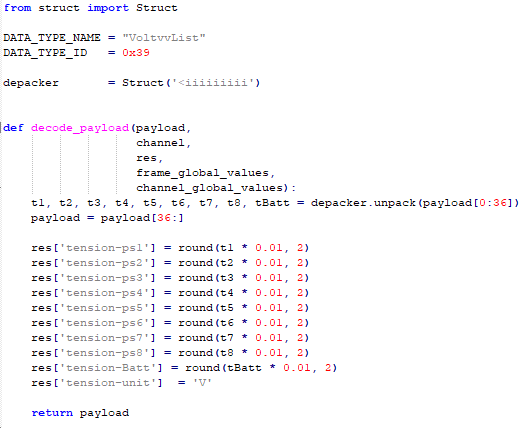 from struct import Struct

DATA_TYPE_NAME = "VoltvvList"
DATA_TYPE_ID   = 0x39

depacker       = Struct('<iiiiiiiii')


def decode_payload(payload,
                   channel,
                   res,
                   frame_global_values,
                   channel_global_values):
    t1, t2, t3, t4, t5, t6, t7, t8, tBatt = depacker.unpack(payload[0:36])
    payload = payload[36:]

    res['tension-ps1'] = round(t1 * 0.01, 2)
    res['tension-ps2'] = round(t2 * 0.01, 2)
    res['tension-ps3'] = round(t3 * 0.01, 2)
    res['tension-ps4'] = round(t4 * 0.01, 2)
    res['tension-ps5'] = round(t5 * 0.01, 2)
    res['tension-ps6'] = round(t6 * 0.01, 2)
    res['tension-ps7'] = round(t7 * 0.01, 2)
    res['tension-ps8'] = round(t8 * 0.01, 2)
    res['tension-Batt'] = round(tBatt * 0.01, 2)
    res['tension-unit']  = 'V'

    return payload